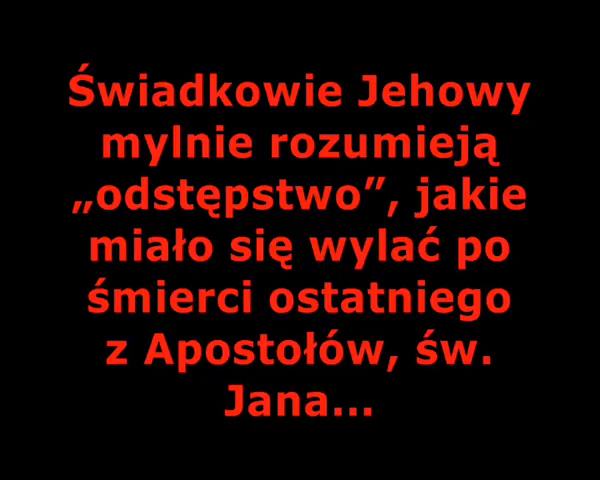 Świadkowie Jehowy
mylnie rozumieją
„odstępstwo”, jakie
miało się wylać po
śmierci ostatniego
z Apostołów, św.
Jana...